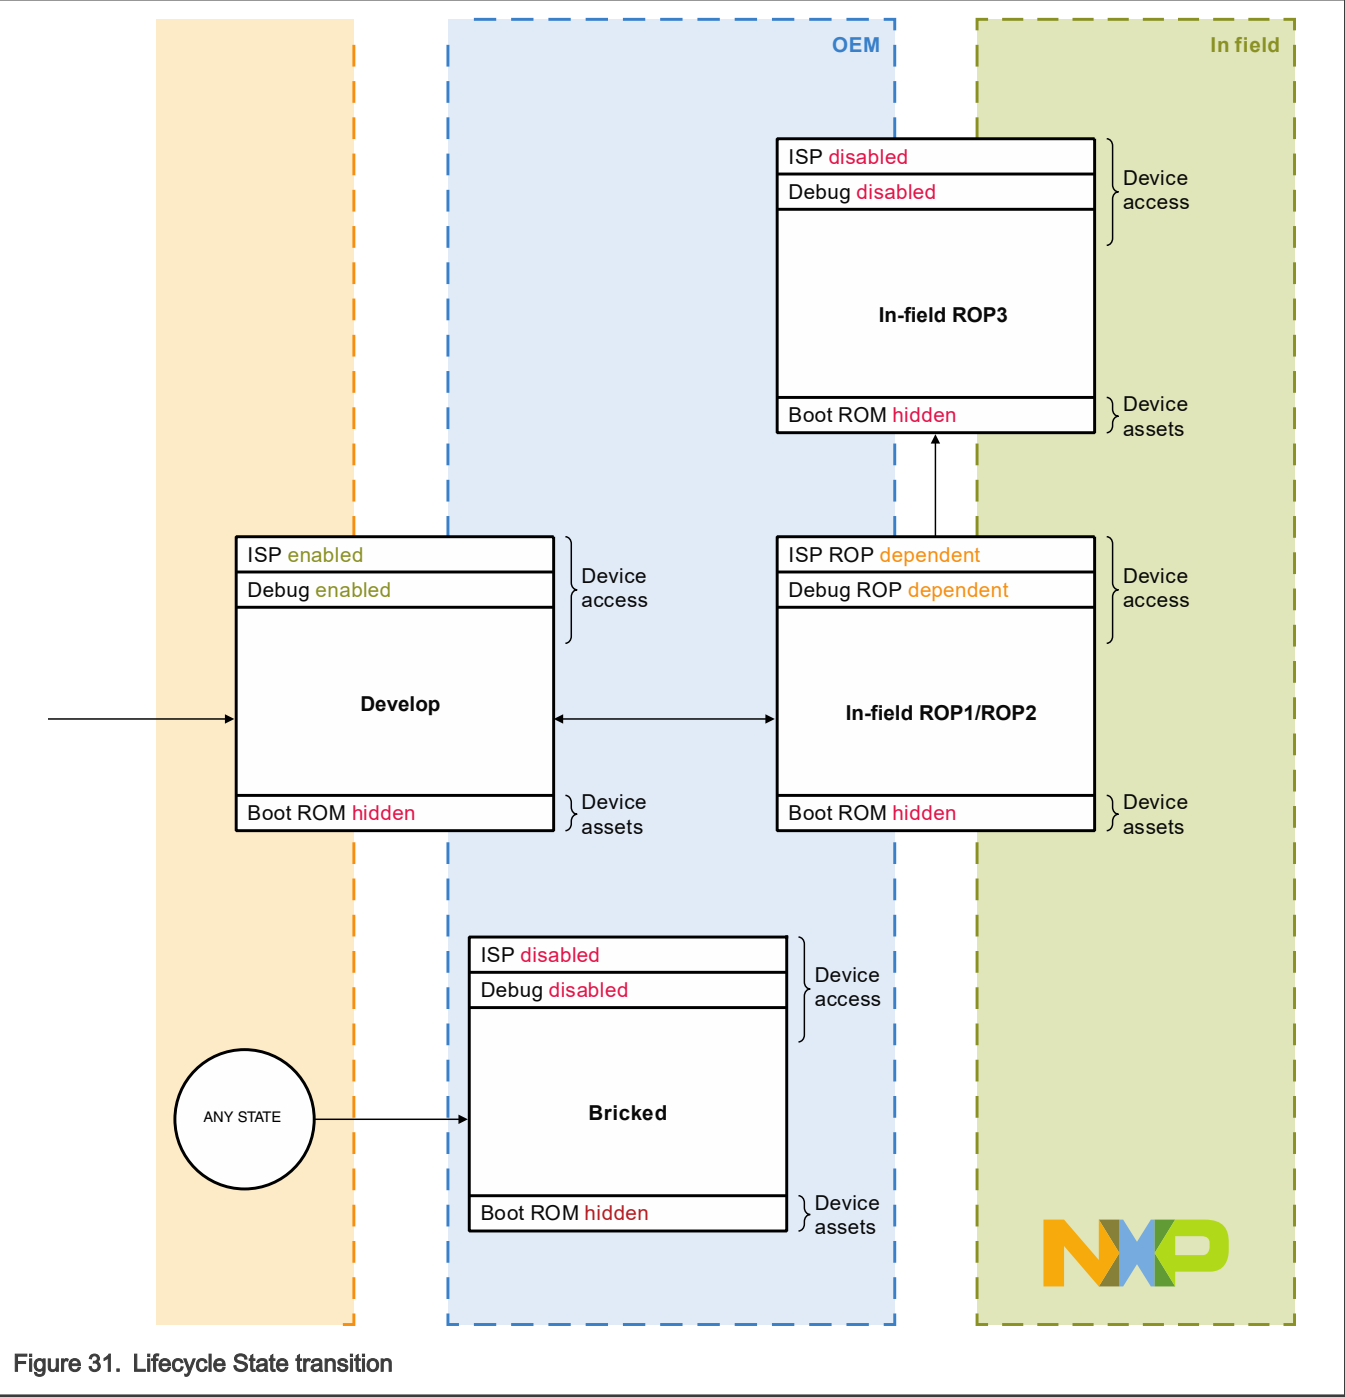 OEM
In field
ISP disabled
Debug disabled
Device
access
In-field ROP3
Boot ROM hidden
Device
assets
ISP enabled
Debug enabled
Device
access
Develop
Boot ROM hidden
Device
assets
ISP ROP dependent
Debug ROP dependent
Device
access
In-field ROP1/ROP2
Boot ROM hidden
Device
assets
ANY STATE
ISP disabled
Debug disabled
Device
access
Bricked
Boot ROM hidden
Device
assets
NXP
Figure 31. Lifecycle State transition